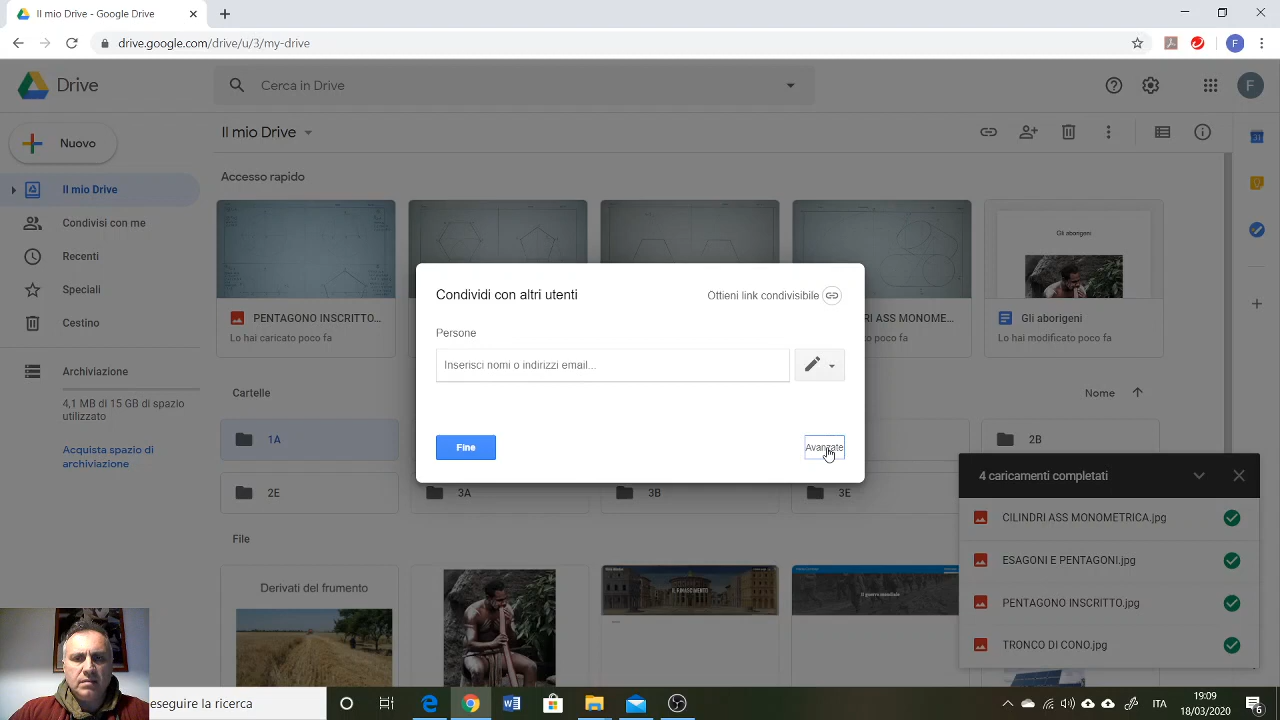 Il mio Drive - Google Drive
drive.google.com/drive/u/3/my-drive
F
Drive
Cerca in Drive
F
Nuovo
Il mio Drive
Il mio Drive
Condivisi con me
Recenti
Speciali
Cestino
Archiviazione
4,1 MB di 15 GB di spazio
utilizzato
Acquista spazio di
archiviazione
Accesso rapido
Gli aborigeni
PENTAGONO INSCRITTO...
Lo hai caricato poco fa
DRI ASS MONOME...
poco fa
Gli aborigeni
Lo hai modificato poco fa
Condividi con altri utenti
Ottieni link condivisibile
Persone
Inserisci nomi o indirizzi email...
Fine
Avanzate
Cartelle
Nome
1A
2B
2E
3A
3B
3E
File
Derivati del frumento
4 caricamenti completati
CILINDRI ASS MONOMETRICA.jpg
ESAGONI E PENTAGONI.jpg
PENTAGONO INSCRITTO.jpg
TRONCO DI CONO.jpg
eseguire la ricerca
ITA
19:09
18/03/2020
6